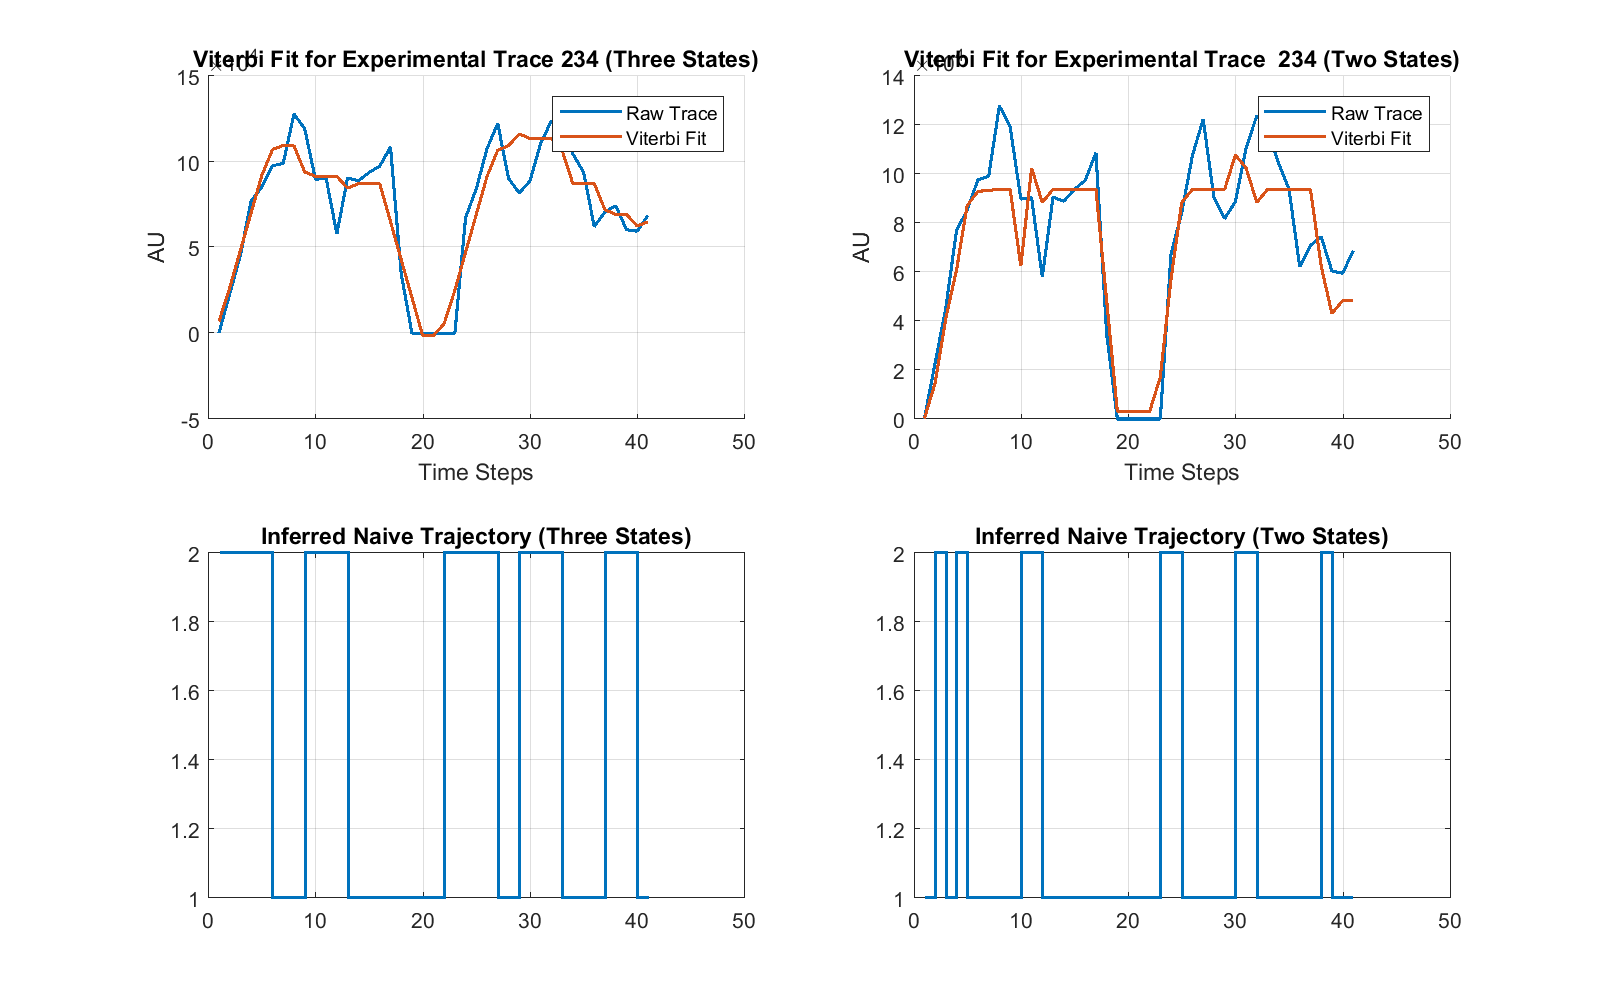 Viterbi Fit for Experimental Trace 234 (Three States)
15
10
5
0
-5
AU
0 10 20 30 40 50
Time Steps
Raw Trace
Viterbi Fit
Viterbi Fit for Experimental Trace 234 (Two States)
14
12
10
8
6
4
2
0
AU
0 10 20 30 40 50
Time Steps
Raw Trace
Viterbi Fit
Inferred Naive Trajectory (Three States)
2
1.8
1.6
1.4
1.2
1
0 10 20 30 40 50
Inferred Naive Trajectory (Two States)
2
1.8
1.6
1.4
1.2
1
0 10 20 30 40 50